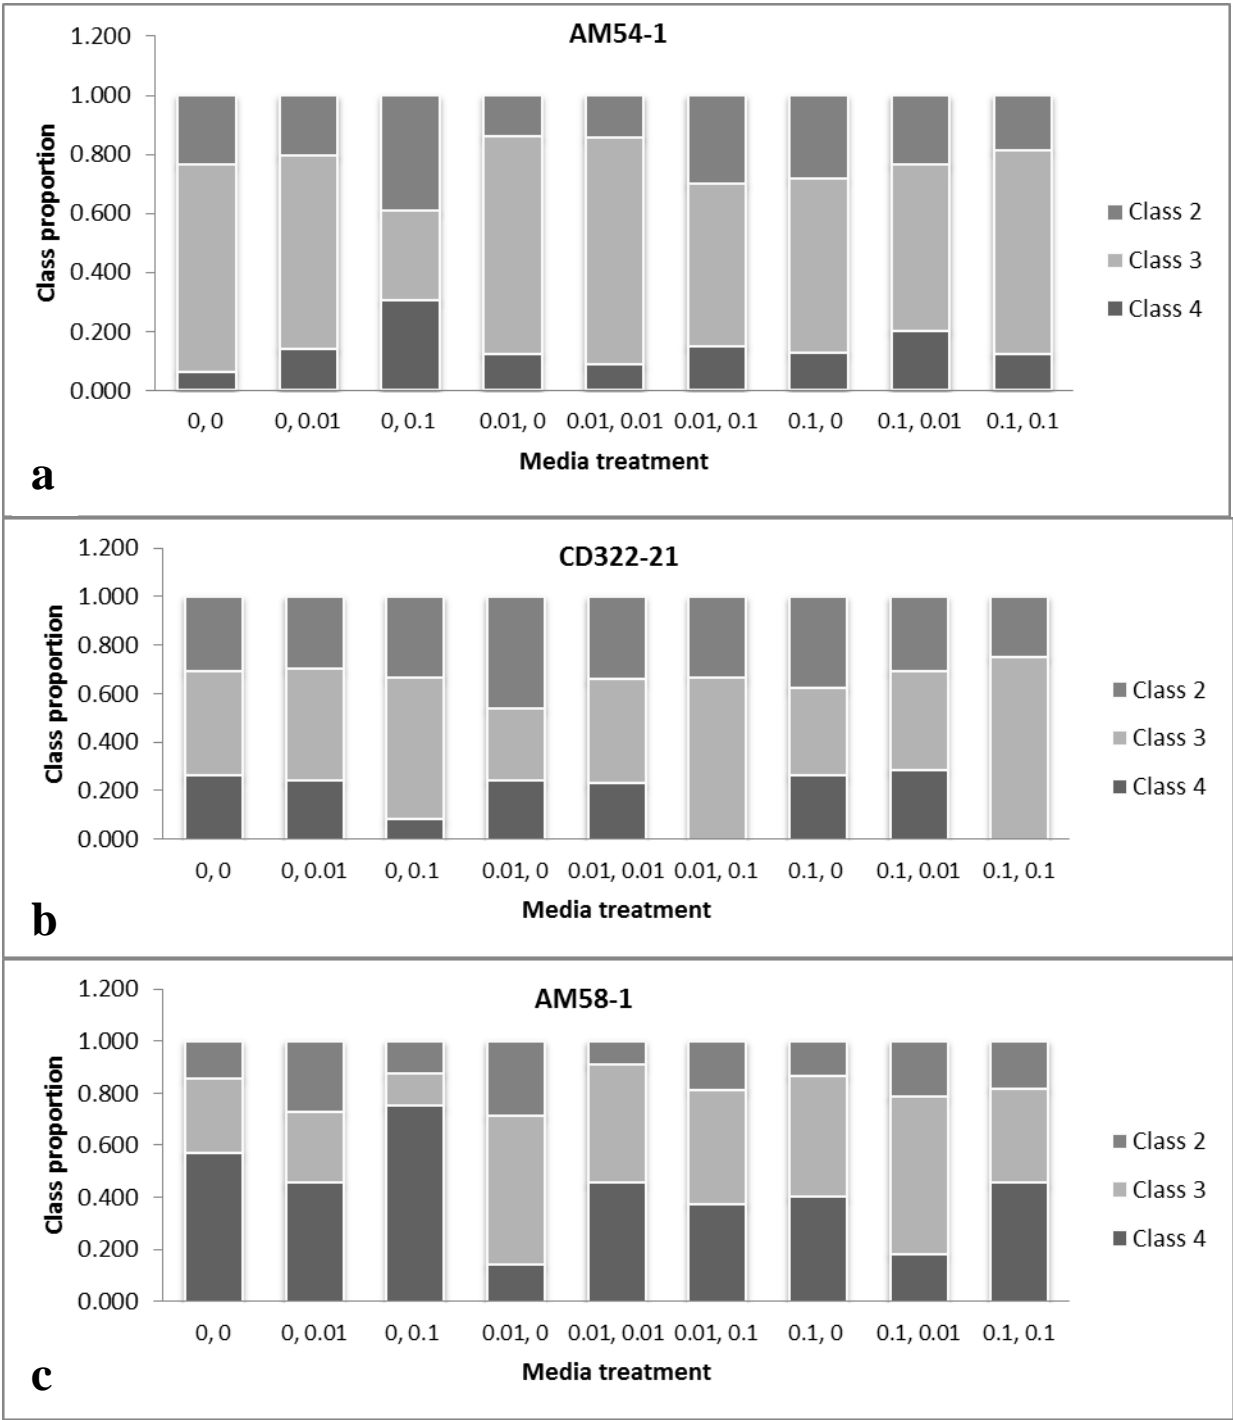 AM54-1
1.200
1.000
0.800
0.600
0.400
0.200
0.000
Class proportion
Class 2
Class 3
Class 4
0, 0 0, 0.01 0, 0.1 0.01, 0 0.01, 0.01 0.01, 0.1 0.1, 0 0.1, 0.01 0.1, 0.1
Media treatment
a
CD322-21
1.200
1.000
0.800
0.600
0.400
0.200
0.000
Class proportion
Class 2
Class 3
Class 4
0, 0 0, 0.01 0, 0.1 0.01, 0 0.01, 0.01 0.01, 0.1 0.1, 0 0.1, 0.01 0.1, 0.1
Media treatment
b
AM58-1
1.200
1.000
0.800
0.600
0.400
0.200
0.000
Class proportion
Class 2
Class 3
Class 4
0, 0 0, 0.01 0, 0.1 0.01, 0 0.01, 0.01 0.01, 0.1 0.1, 0 0.1, 0.01 0.1, 0.1
Media treatment
c